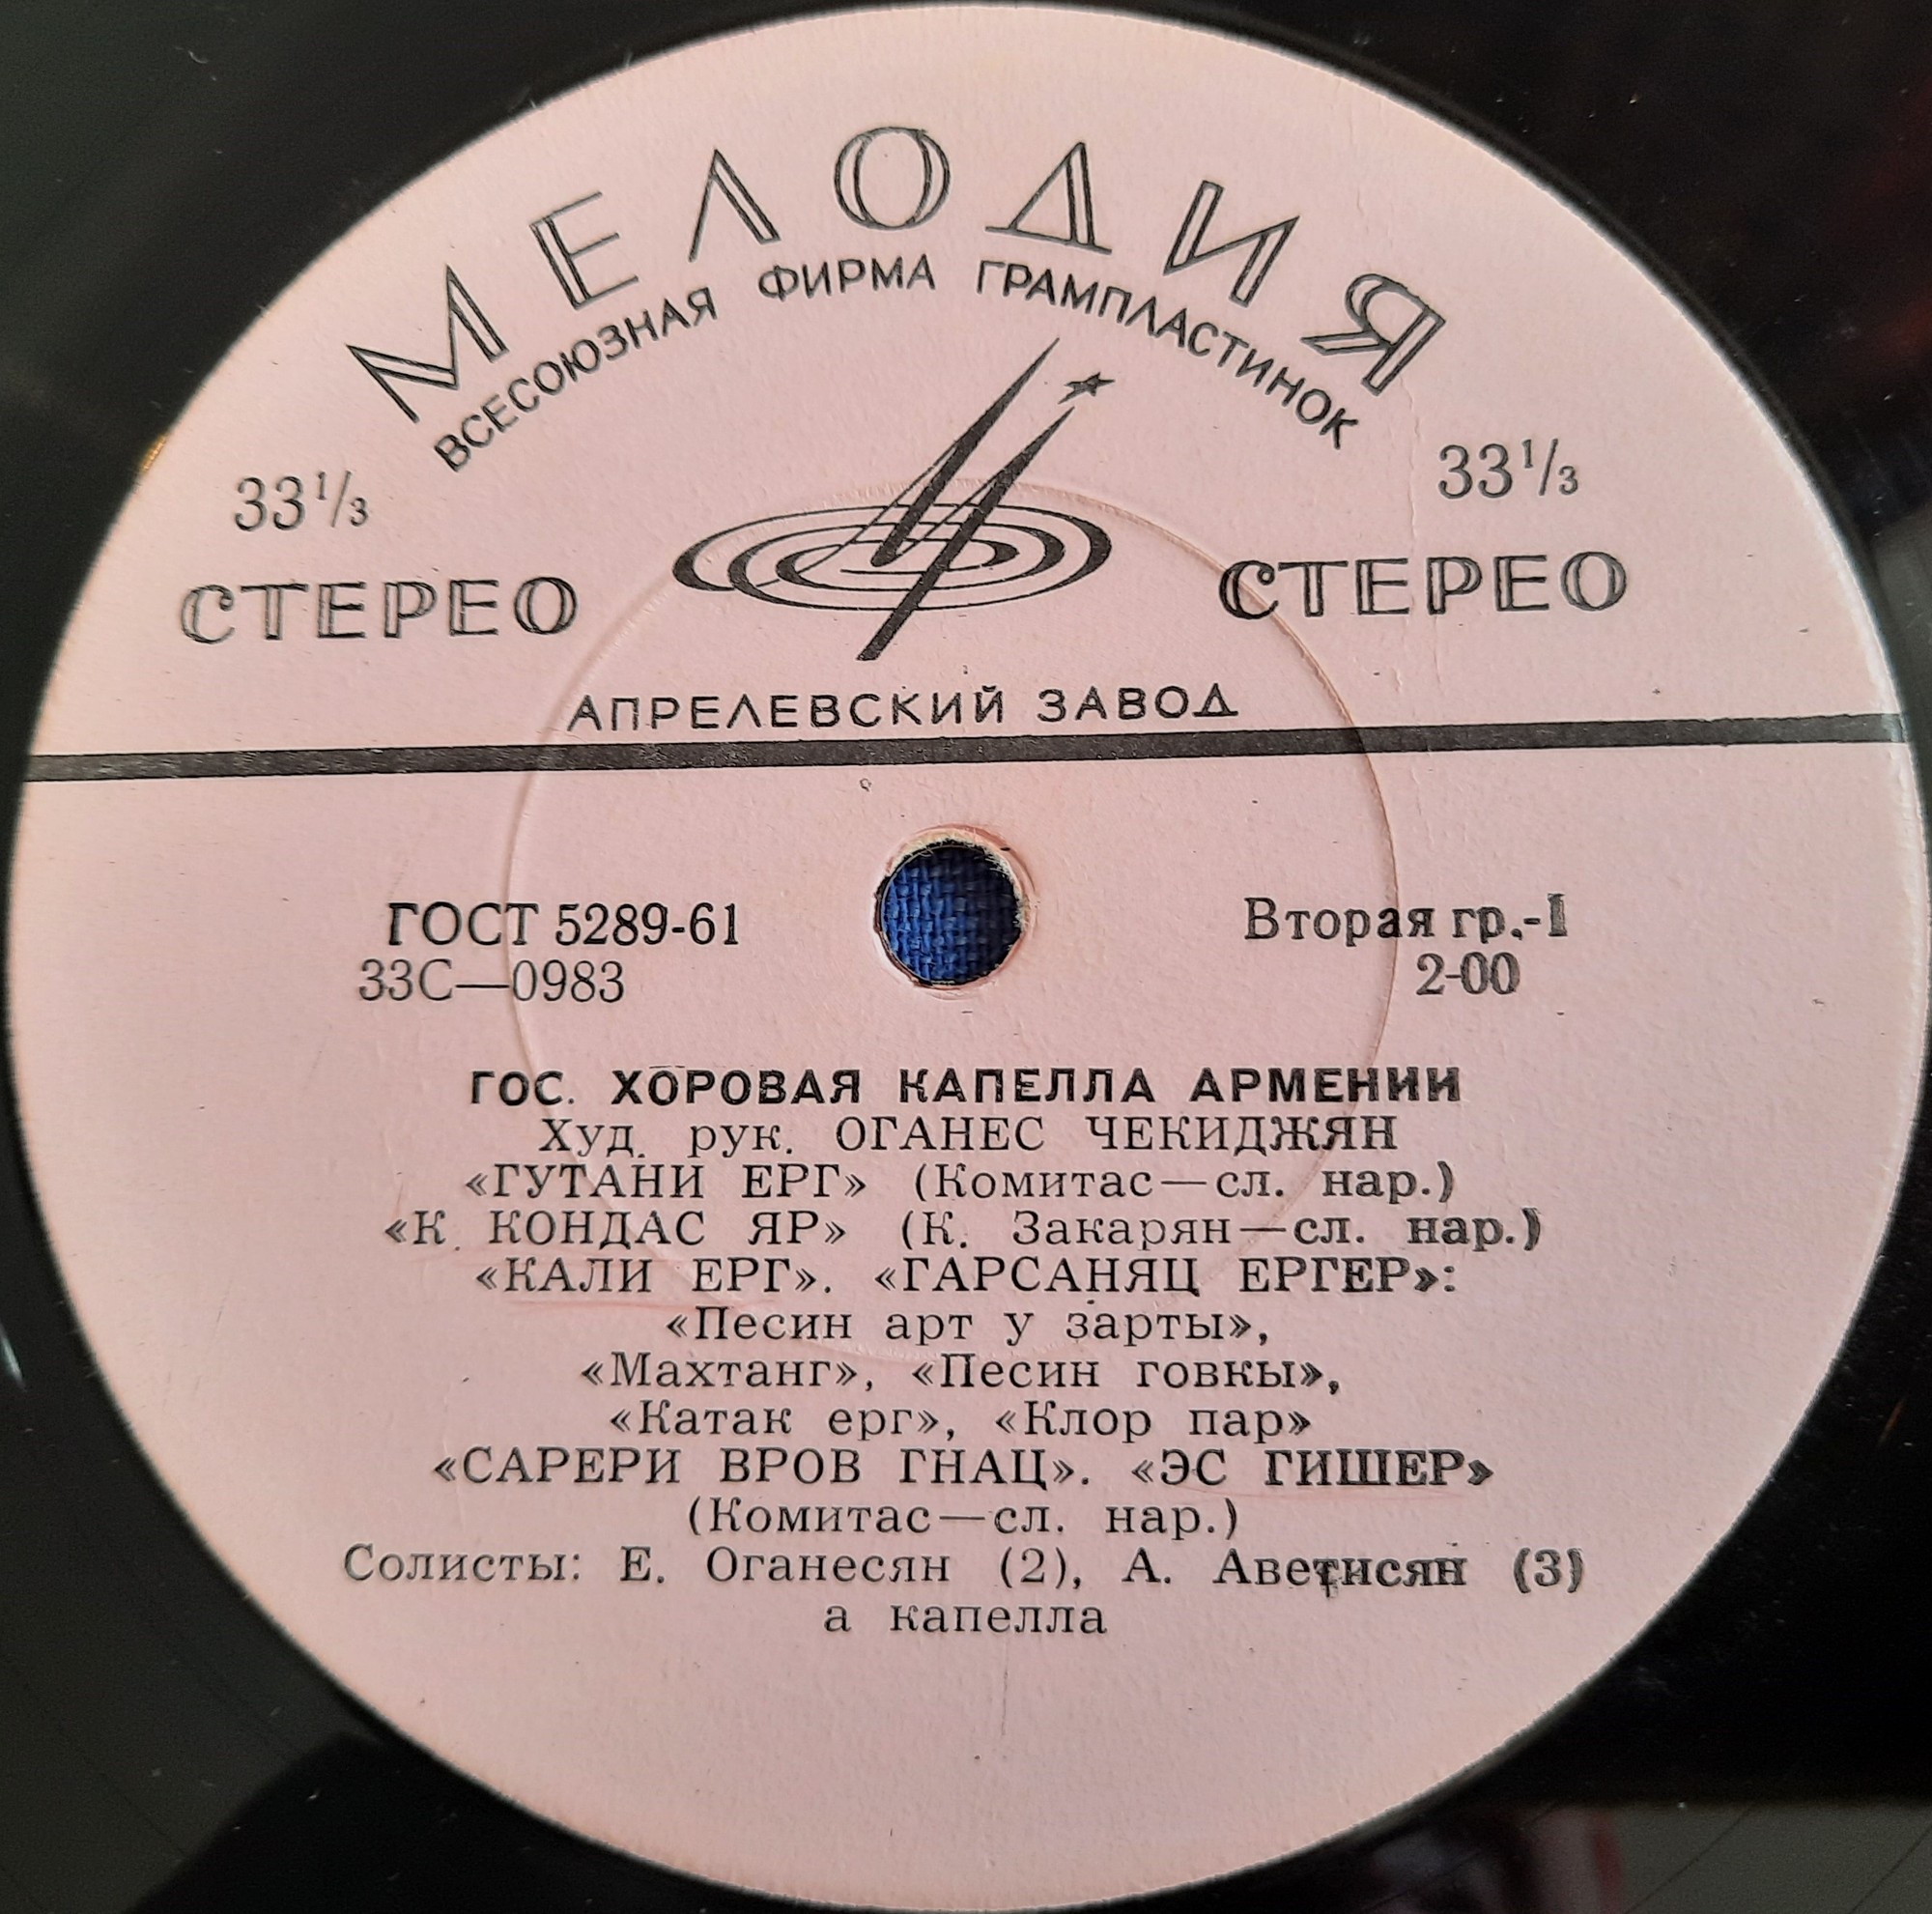 МЕЛОДИЯ
ВСЕСОЮЗНАЯ ФИРМА ГРАМПЛАСТИНОК
33⅓ 33⅓
СТЕРЕО СТЕРЕО
АПРЕЛЕВСКИЙ ЗАВОД
ГОСТ 5289-61 Вторая гр.-1
33С—0983 2-00
ГОС. ХОРОВАЯ КАПЕЛЛА АРМЕНИИ
Худ. рук. ОГАНЕС ЧЕКИДЖЯН
«ГУТАНИ ЕРГ» (Комитас—сл. нар.)
«К. КОНДАС ЯР» (К. Закарян—сл. нар.)
«КАЛИ ЕРГ». «ГАРСАНЯЦ ЕРГЕР»:
«Песин арт у зарты»,
«Махтанг», «Песин говкы»,
«Катак ерг», «Клор пар»
«САРЕРИ ВРОВ ГНАЦ». «ЭС ГИШЕР»
(Комитас—сл. нар.)
Солисты: Е. Оганесян (2), А. Аветисян (3)
а капелла